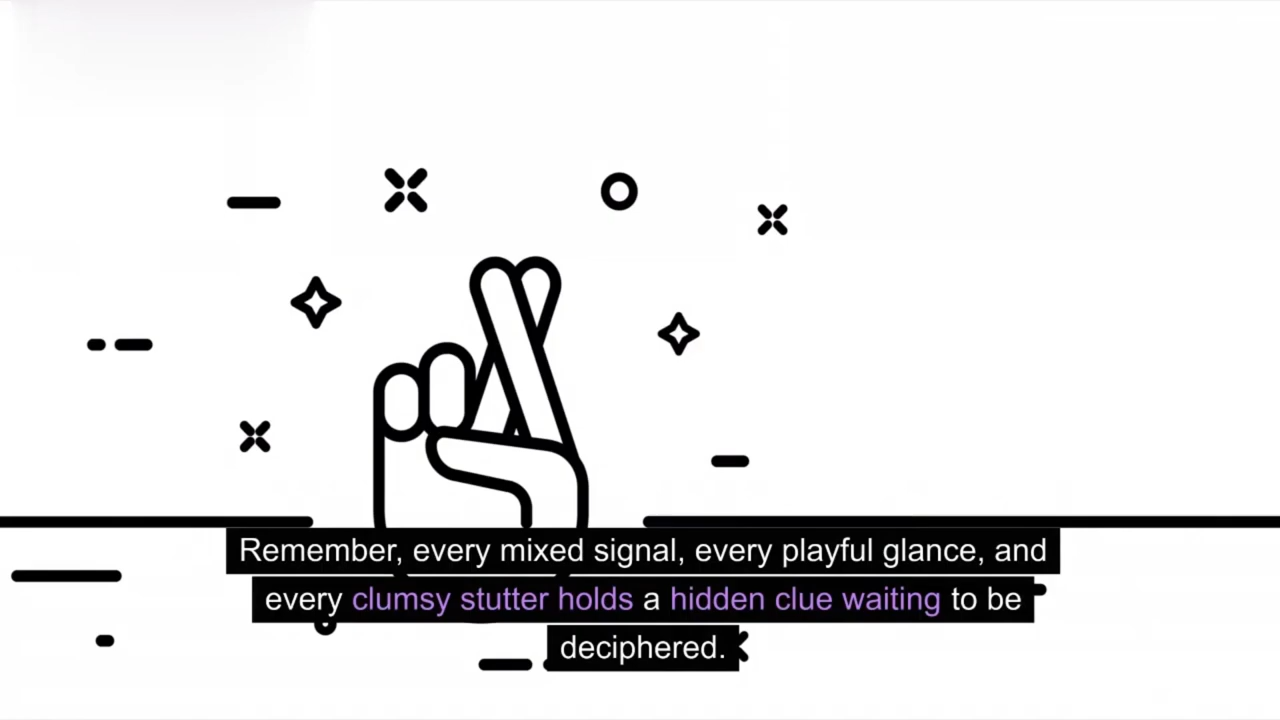 Remember, every mixed signal, every playful glance, and
every clumsy stutter holds a hidden clue waiting to be
deciphered.